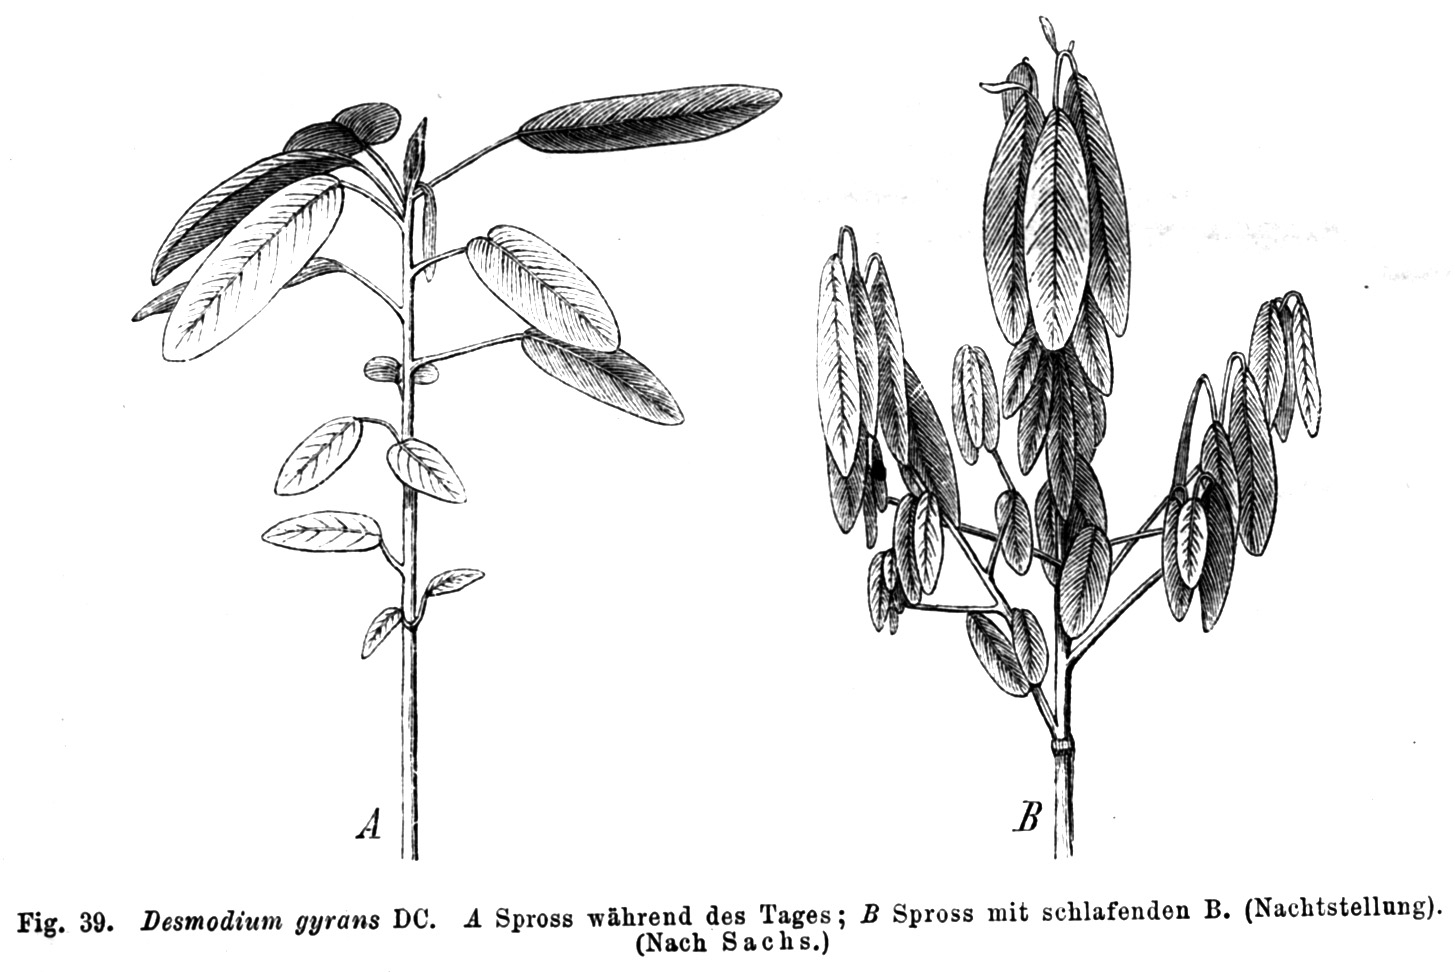 A
B
Fig. 39. Desmodium gyrans DC. A Spross während des Tages; B Spross mit schlafenden B. (Nachtstellung).
(Nach Sachs.)